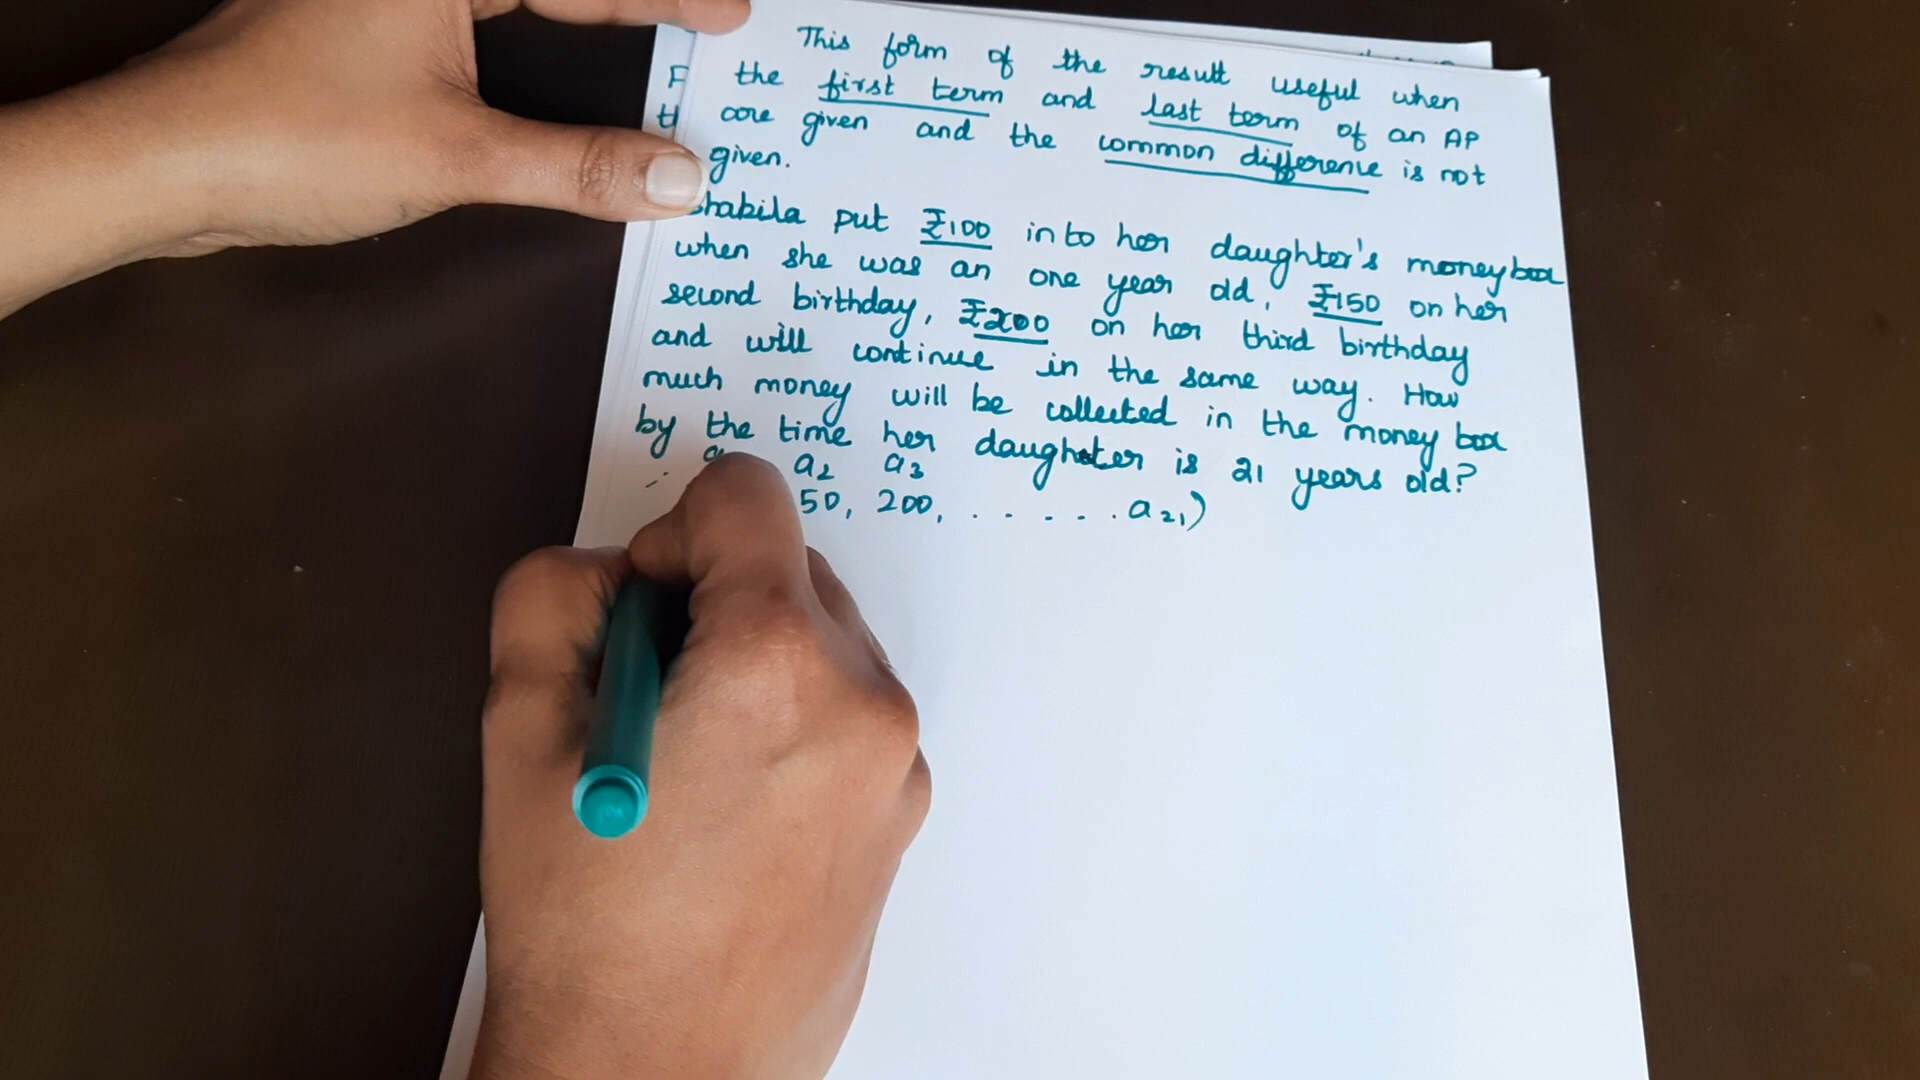 This form of the result useful when
the first term and last term of an AP
are given and the common difference is not
given.
Shakila put ₹100 into her daughter's money box
when she was an one year old, ₹150 on her
second birthday, ₹200 on her third birthday
and will continue in the same way. How
much money will be collected in the money box
by the time her daughter is 21 years old?
a2 a3
50, 200, . . . . . a21)